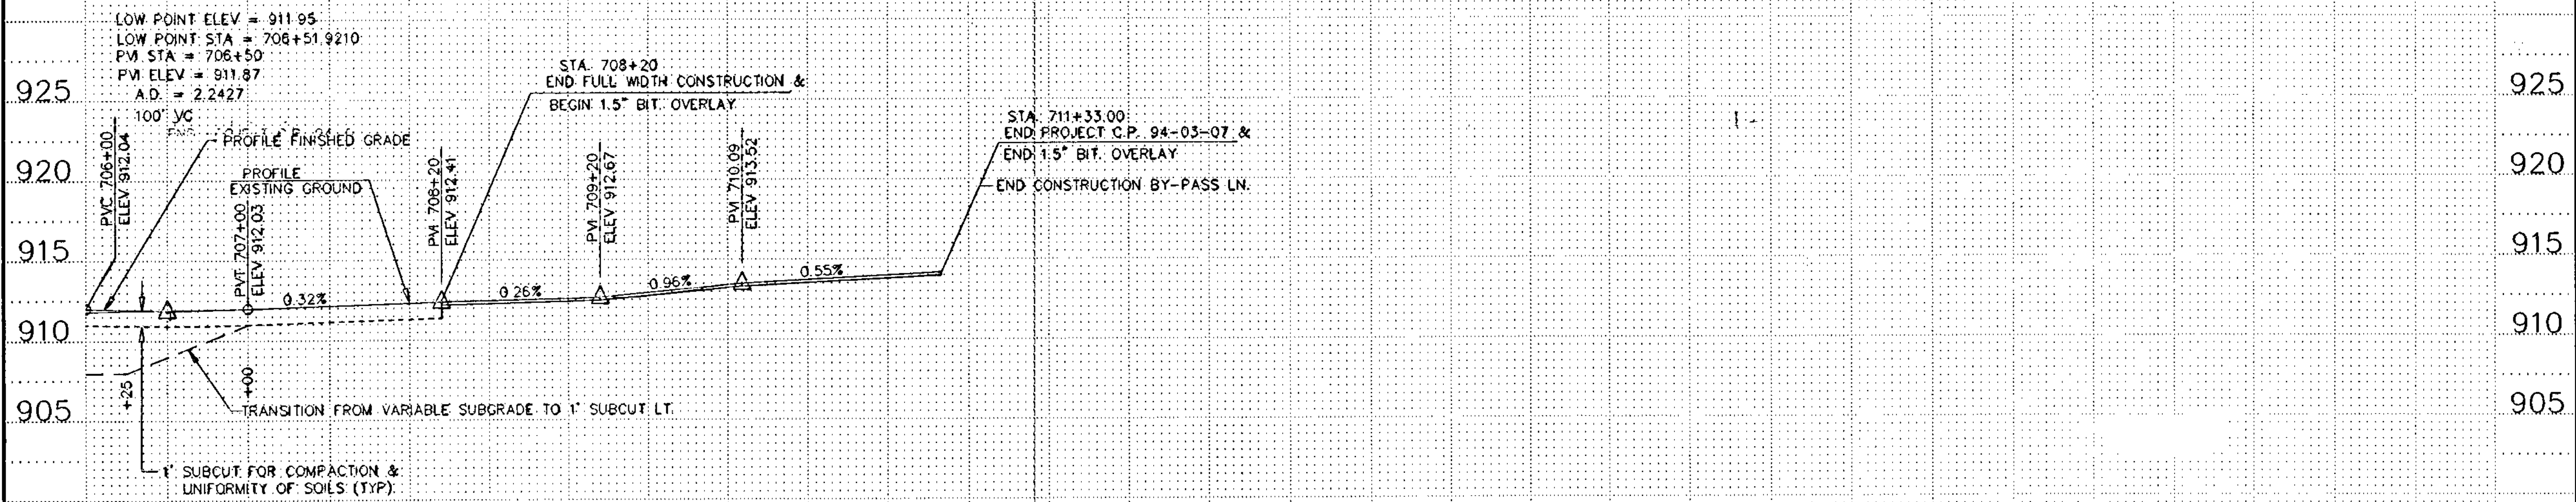 LOW POINT ELEV = 911.95
LOW POINT STA = 706+51.9210
PVI STA = 706+50
PVI ELEV = 911.87
A.D. = 2.2427
100' VC
PROFILE FINISHED GRADE
PVC 706+00
ELEV 912.04
PROFILE
EXISTING GROUND
PVT 707+00
ELEV 912.03
STA. 708+20
END FULL WIDTH CONSTRUCTION &
BEGIN 1.5" BIT. OVERLAY
PVI 708+20
ELEV 912.41
PVI 709+20
ELEV 912.67
PVI 710.09
ELEV 913.52
STA. 711+33.00
END PROJECT C.P. 94-03-07 &
END 1.5" BIT. OVERLAY
END CONSTRUCTION BY-PASS LN.
0.32%
0.26%
0.96%
0.55%
925
920
915
910
905
925
920
915
910
905
+25
+00
TRANSITION FROM VARIABLE SUBGRADE TO 1' SUBCUT LT.
1' SUBCUT FOR COMPACTION &
UNIFORMITY OF SOILS (TYP).